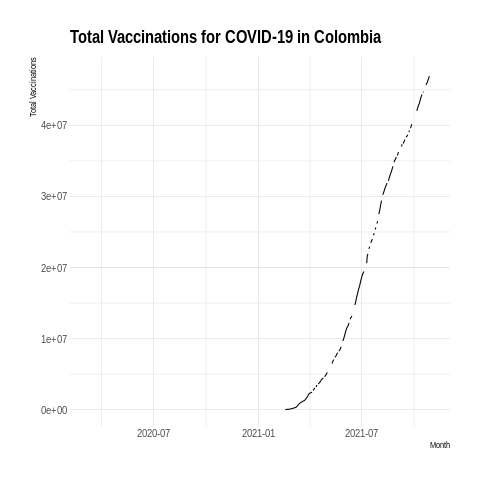 Total Vaccinations for COVID-19 in Colombia
Total Vaccinations
4e+07
3e+07
2e+07
1e+07
0e+00
2020-07
2021-01
2021-07
Month